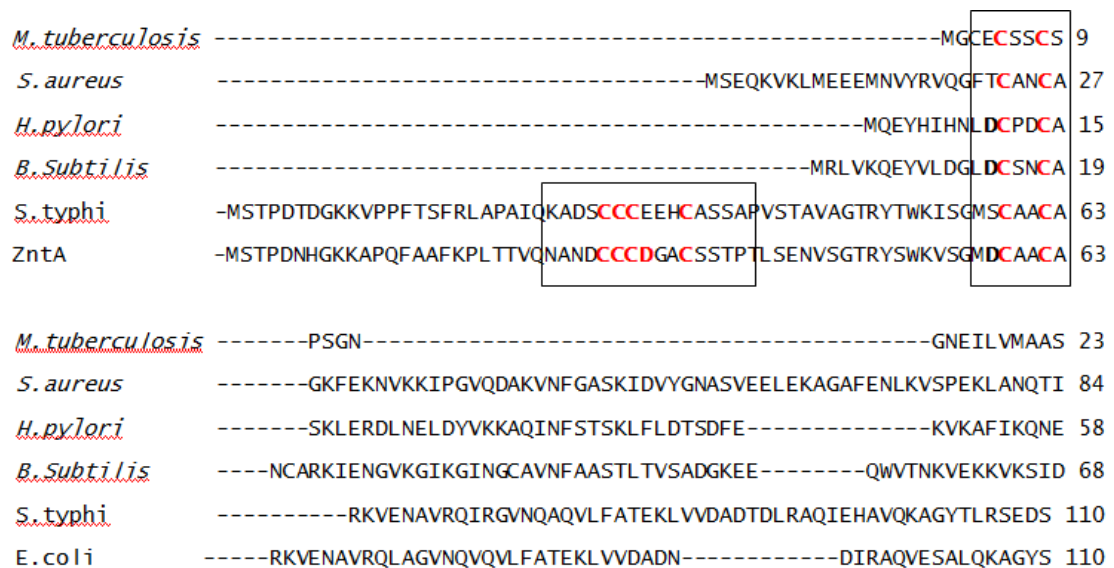 M.tuberculosis -----------------------------------------------------MGCECSSCS 9
S.aureus ------------------------------------MSEQKVKLMEEEMNVYRVQGFTCANCA 27
H.pylori -----------------------------------------------MQEYHIHNLDCPDCA 15
B.Subtilis -------------------------------------------MRLVKQEYVLDGLDCSNCA 19
S.typhi -MSTPDTDGKKVPPFTSFRLAPAIQKADSCCCEEHCASSAPVSTAVAGTRYTWKISGMSCAACA 63
ZntA -MSTPDNHGKKAPQFAAFKPLTTVQNANDCCCDGACSSTPTLSENVSGTRYSWKVSGMDCAACA 63
M.tuberculosis -------PSGN------------------------------------------GNEILVMAAS 23
S.aureus -------GKFEKNVKKIPGVQDAKVNFGASKIDVYGNASVEELEKAGAFENLKVSPEKLANQTI 84
H.pylori -------SKLERDLNELDYVKKAQINFSTSKLFLDTSDFE--------------KVKAFIKQNE 58
B.Subtilis ----NCARKIENGVKGIKGINGCAVNFAASTLTVSADGKEE--------QWVTNKVEKKVKSID 68
S.typhi ----------RKVENAVRQIRGVNQAQVLFATEKLVVDADTDLRAQIEHAVQKAGYTLRSEDS 110
E.coli -----RKVENAVRQLAGVNQVQVLFATEKLVVDADN------------DIRAQVESALQKAGYS 110